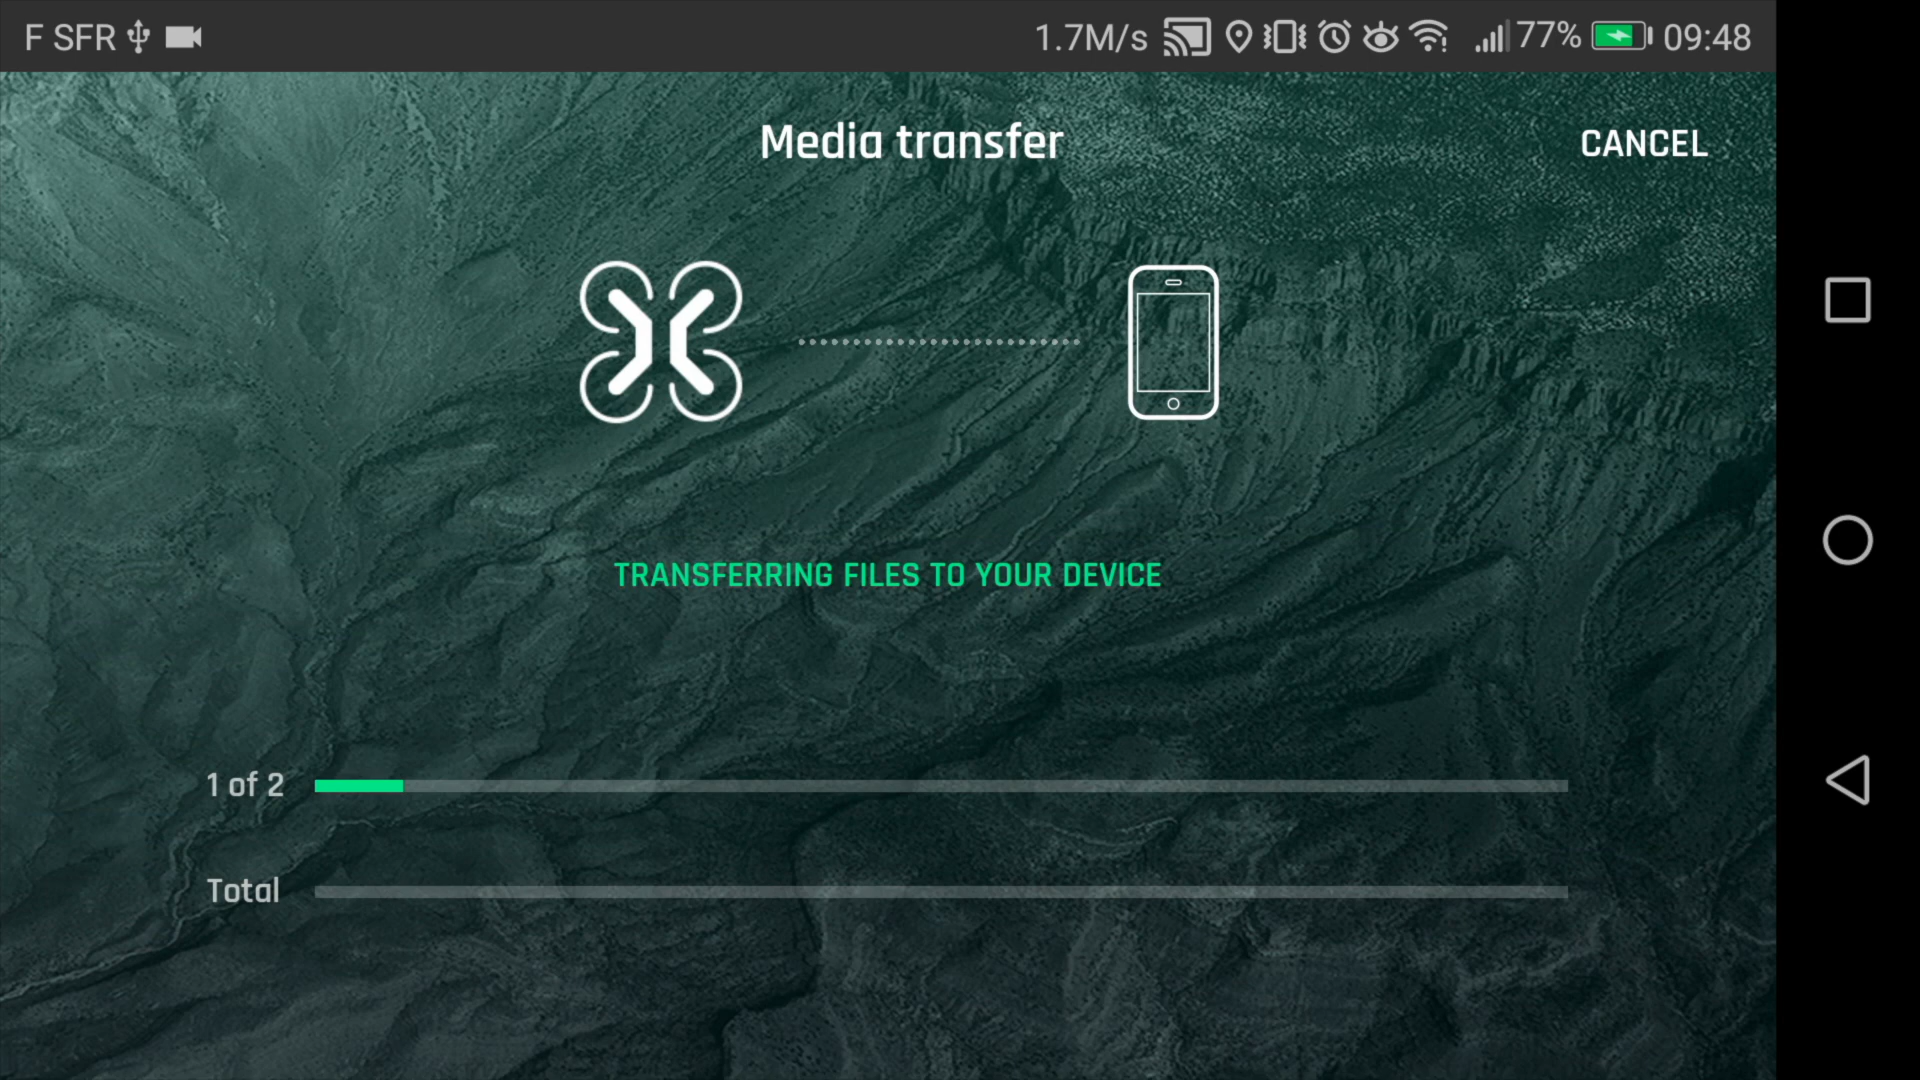 F SFR 1.7M/s 77% 09:48
Media transfer
CANCEL
TRANSFERRING FILES TO YOUR DEVICE
1 of 2
Total